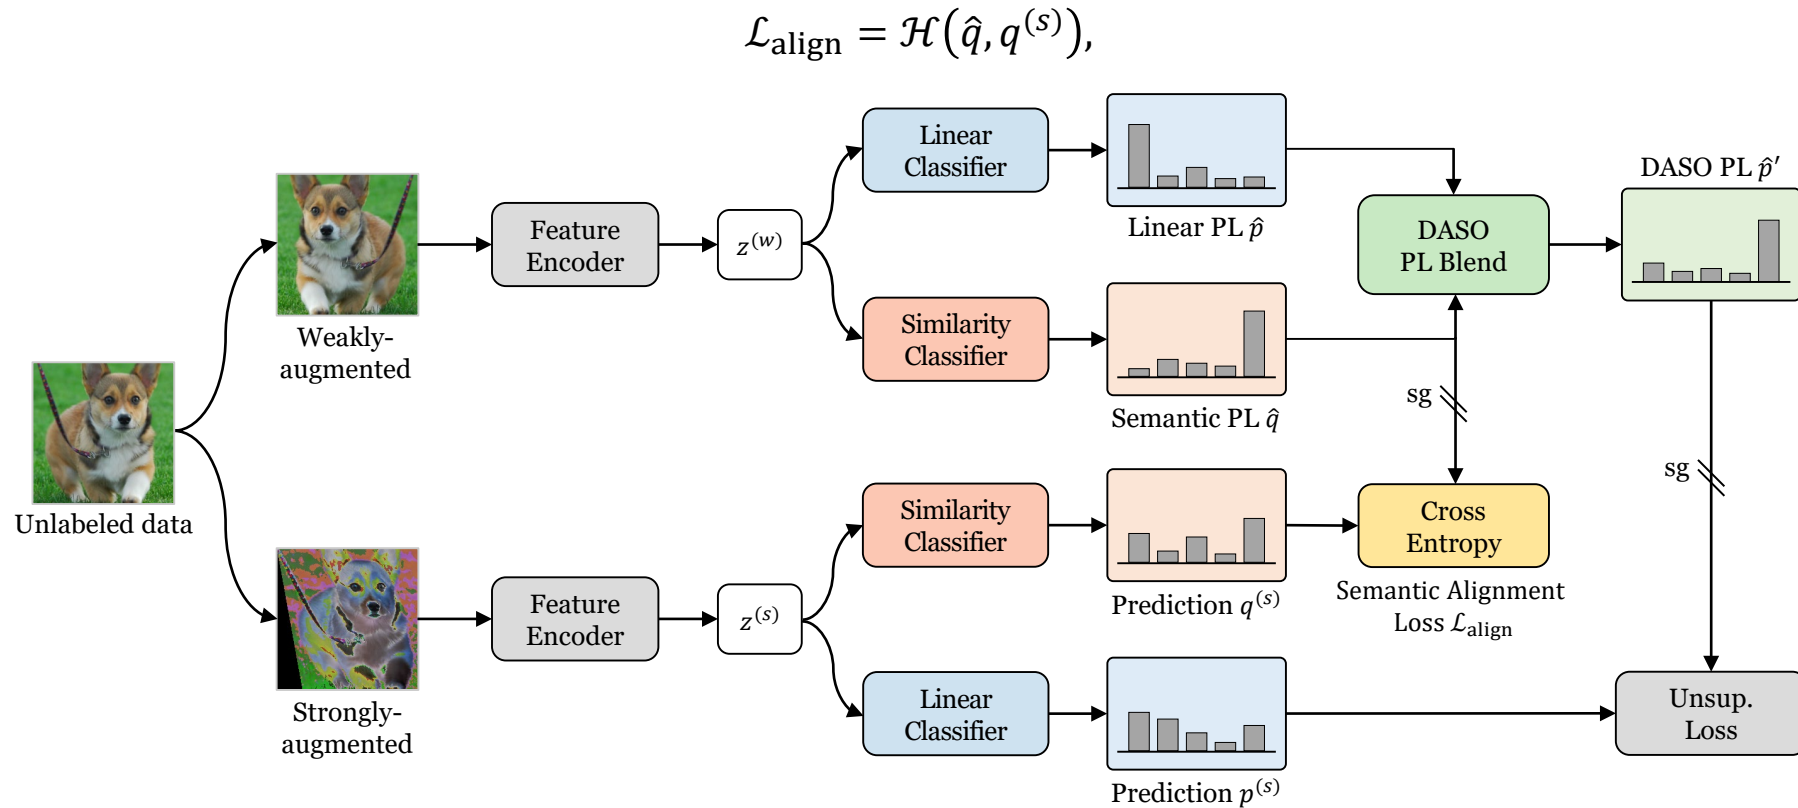 ℒ_align = ℋ(q̂, q^(s)),
Unlabeled data
Weakly-
augmented
Feature
Encoder
z^(w)
Linear
Classifier
Linear PL p̂
Similarity
Classifier
Semantic PL q̂
DASO
PL Blend
DASO PL p̂′
sg
sg
Strongly-
augmented
Feature
Encoder
z^(s)
Similarity
Classifier
Prediction q^(s)
Cross
Entropy
Semantic Alignment
Loss ℒ_align
Linear
Classifier
Prediction p^(s)
Unsup.
Loss